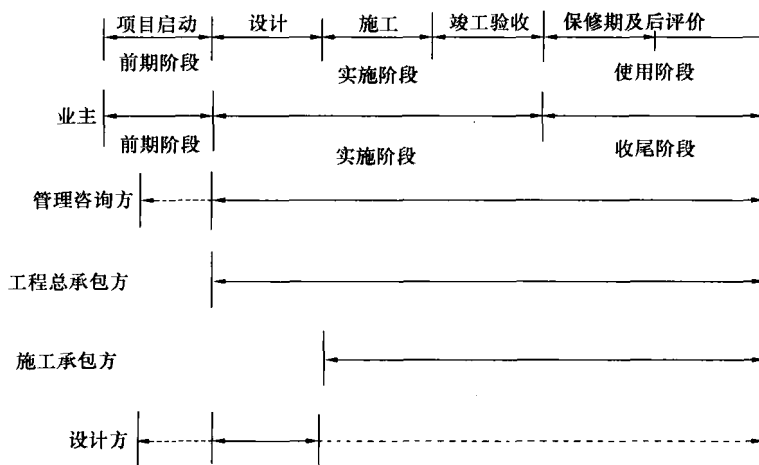 项目启动 设计 施工 竣工验收 保修期及后评价
前期阶段 实施阶段 使用阶段
业主
前期阶段 实施阶段 收尾阶段
管理咨询方
工程总承包方
施工承包方
设计方